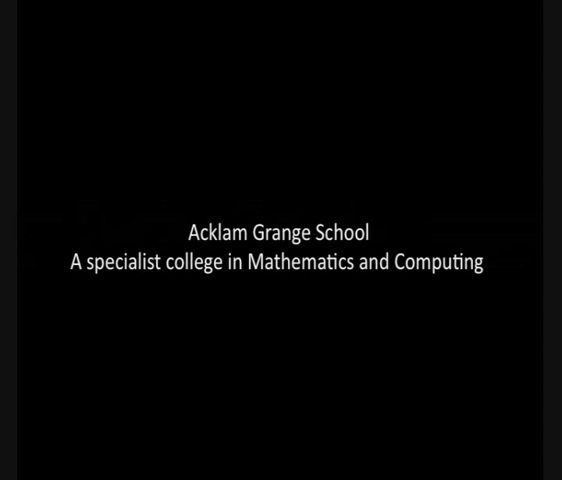 Acklam Grange School
A specialist college in Mathematics and Computing